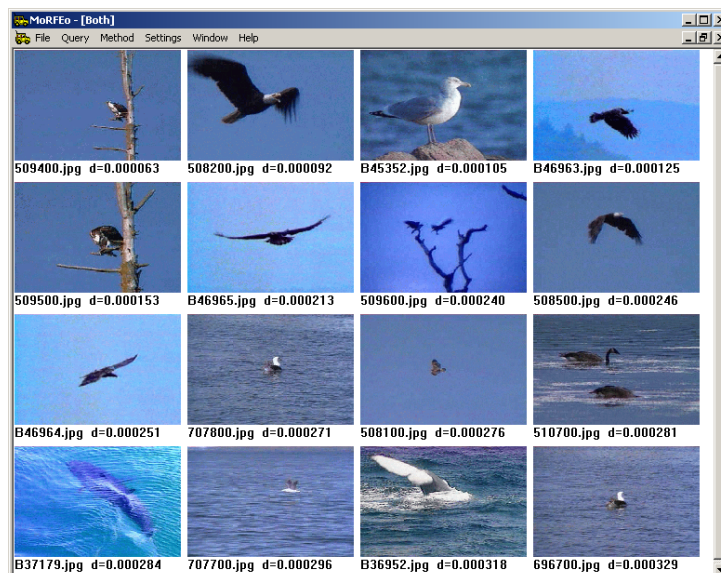 MoRFEo - [Both]
File Query Method Settings Window Help
509400.jpg d=0.000063 508200.jpg d=0.000092 B45352.jpg d=0.000105 B46963.jpg d=0.000125
509500.jpg d=0.000153 B46965.jpg d=0.000213 509600.jpg d=0.000240 508500.jpg d=0.000246
B46964.jpg d=0.000251 707800.jpg d=0.000271 508100.jpg d=0.000276 510700.jpg d=0.000281
B37179.jpg d=0.000284 707700.jpg d=0.000296 B36952.jpg d=0.000318 696700.jpg d=0.000329